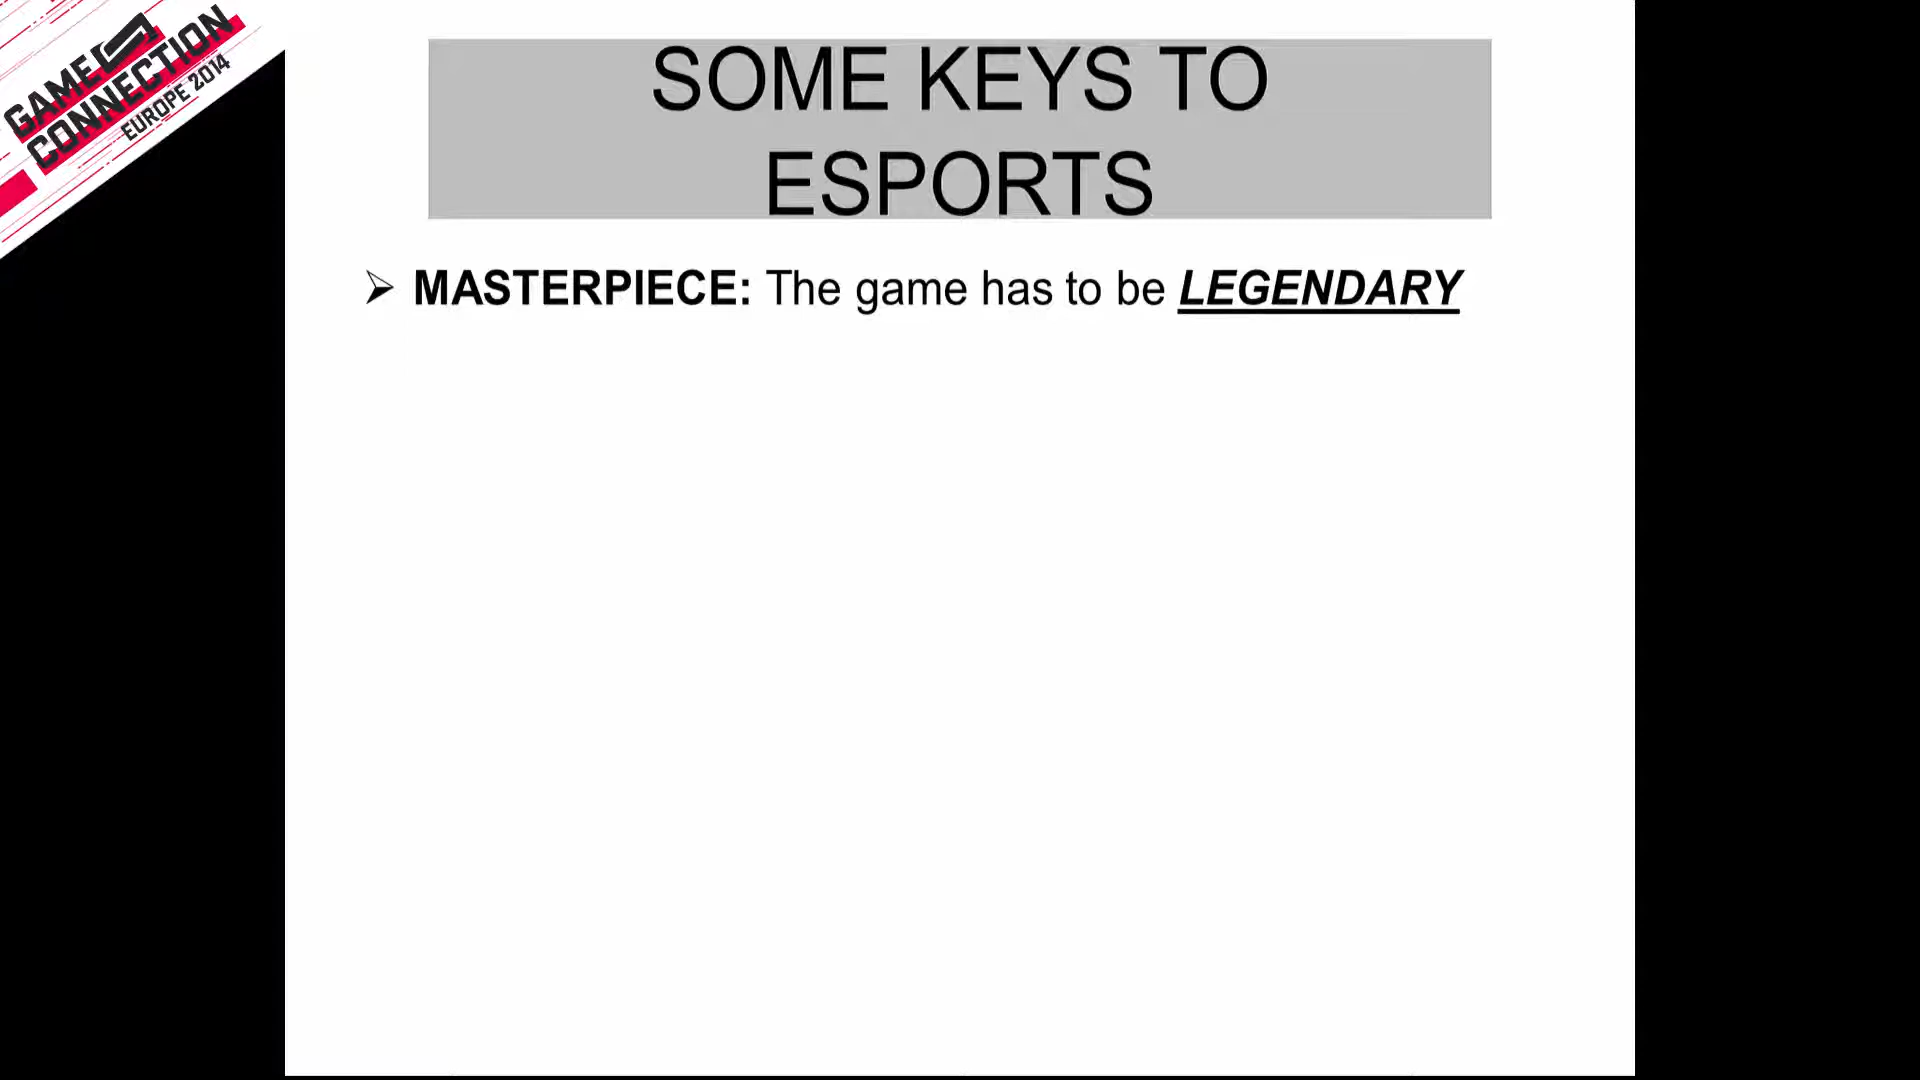 GAME
CONNECTION
EUROPE 2014
SOME KEYS TO
ESPORTS
➢ MASTERPIECE: The game has to be LEGENDARY